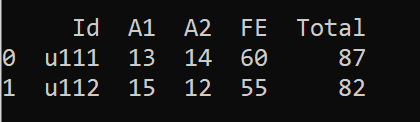 Id A1 A2 FE Total
0 u111 13 14 60 87
1 u112 15 12 55 82